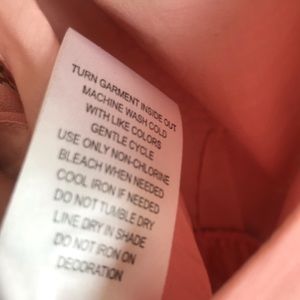 TURN GARMENT INSIDE OUT
MACHINE WASH COLD
WITH LIKE COLORS
GENTLE CYCLE
USE ONLY NON-CHLORINE
BLEACH WHEN NEEDED
COOL IRON IF NEEDED
DO NOT TUMBLE DRY
LINE DRY IN SHADE
DO NOT IRON ON
DECORATION